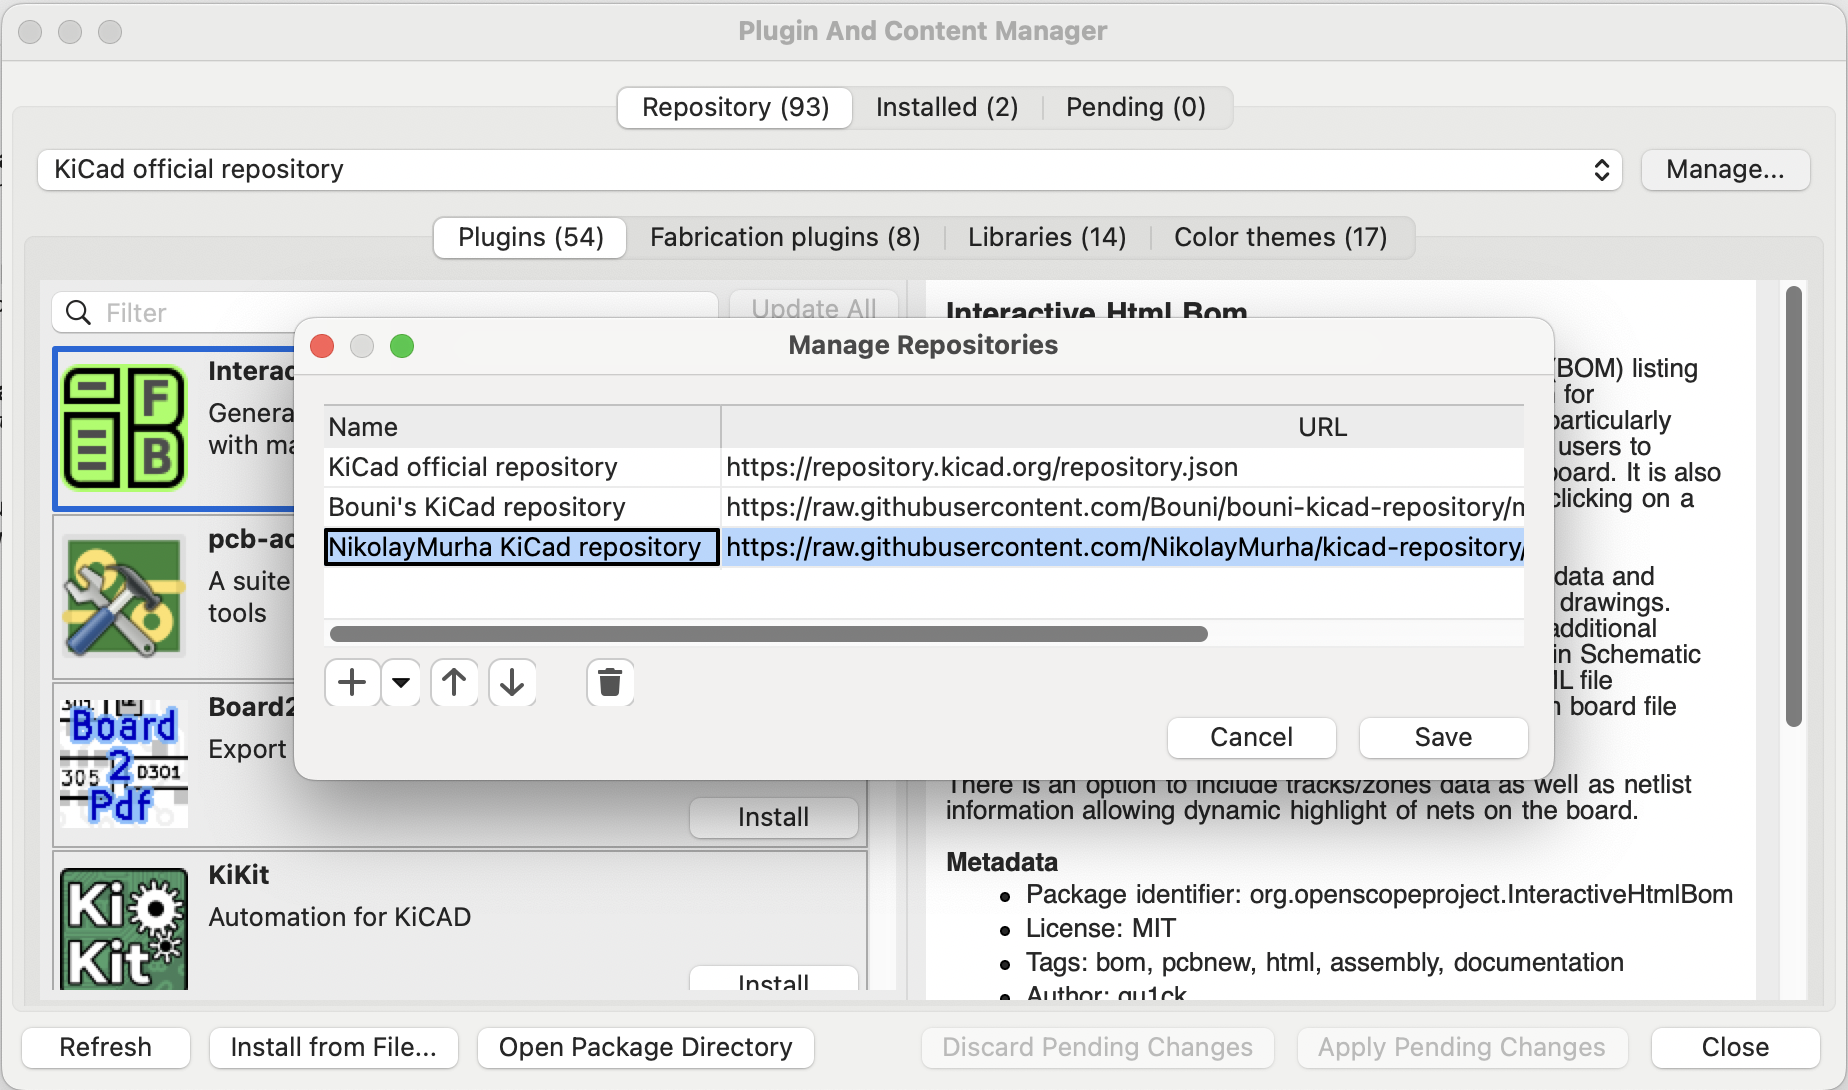 Plugin And Content Manager
Repository (93) Installed (2) Pending (0)
KiCad official repository Manage...
Plugins (54) Fabrication plugins (8) Libraries (14) Color themes (17)
Filter Update All
Interactive Html Bom
Manage Repositories
Name URL
KiCad official repository https://repository.kicad.org/repository.json
Bouni's KiCad repository https://raw.githubusercontent.com/Bouni/bouni-kicad-repository/
NikolayMurha KiCad repository https://raw.githubusercontent.com/NikolayMurha/kicad-repository/
Cancel Save
F
B
Interac
Genera
with ma
pcb-ac
A suite
tools
Board
2
Pdf
305 D301
Board2
Export
Install
Ki
Kit
KiKit
Automation for KiCAD
Install
(BOM) listing
for
particularly
users to
board. It is also
clicking on a
data and
drawings.
additional
in Schematic
file
board file
There is an option to include tracks/zones data as well as netlist
information allowing dynamic highlight of nets on the board.
Metadata
• Package identifier: org.openscopeproject.InteractiveHtmlBom
• License: MIT
• Tags: bom, pcbnew, html, assembly, documentation
• Author: qu1ck
Refresh Install from File... Open Package Directory Discard Pending Changes Apply Pending Changes Close